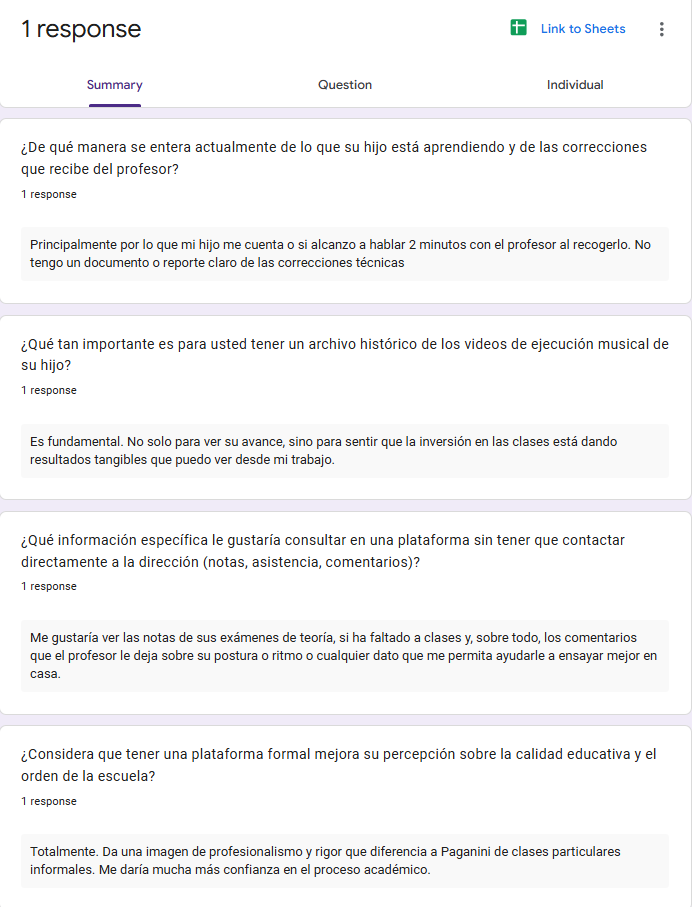 1 response
Link to Sheets
Summary
Question
Individual
¿De qué manera se entera actualmente de lo que su hijo está aprendiendo y de las correcciones
que recibe del profesor?
1 response
Principalmente por lo que mi hijo me cuenta o si alcanzo a hablar 2 minutos con el profesor al recogerlo. No
tengo un documento o reporte claro de las correcciones técnicas
¿Qué tan importante es para usted tener un archivo histórico de los videos de ejecución musical de
su hijo?
1 response
Es fundamental. No solo para ver su avance, sino para sentir que la inversión en las clases está dando
resultados tangibles que puedo ver desde mi trabajo.
¿Qué información específica le gustaría consultar en una plataforma sin tener que contactar
directamente a la dirección (notas, asistencia, comentarios)?
1 response
Me gustaría ver las notas de sus exámenes de teoría, si ha faltado a clases y, sobre todo, los comentarios
que el profesor le deja sobre su postura o ritmo o cualquier dato que me permita ayudarle a ensayar mejor en
casa.
¿Considera que tener una plataforma formal mejora su percepción sobre la calidad educativa y el
orden de la escuela?
1 response
Totalmente. Da una imagen de profesionalismo y rigor que diferencia a Paganini de clases particulares
informales. Me daría mucha más confianza en el proceso académico.